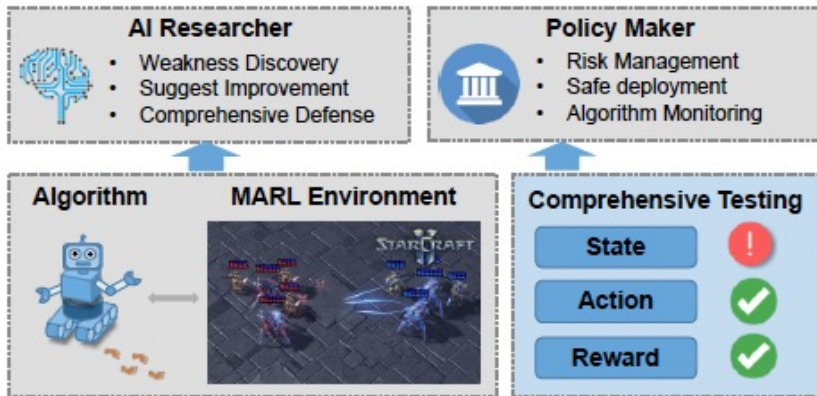 AI Researcher
• Weakness Discovery
• Suggest Improvement
• Comprehensive Defense
Policy Maker
• Risk Management
• Safe deployment
• Algorithm Monitoring
Algorithm
MARL Environment
STARCRAFT
II
Comprehensive Testing
State
!
Action
Reward